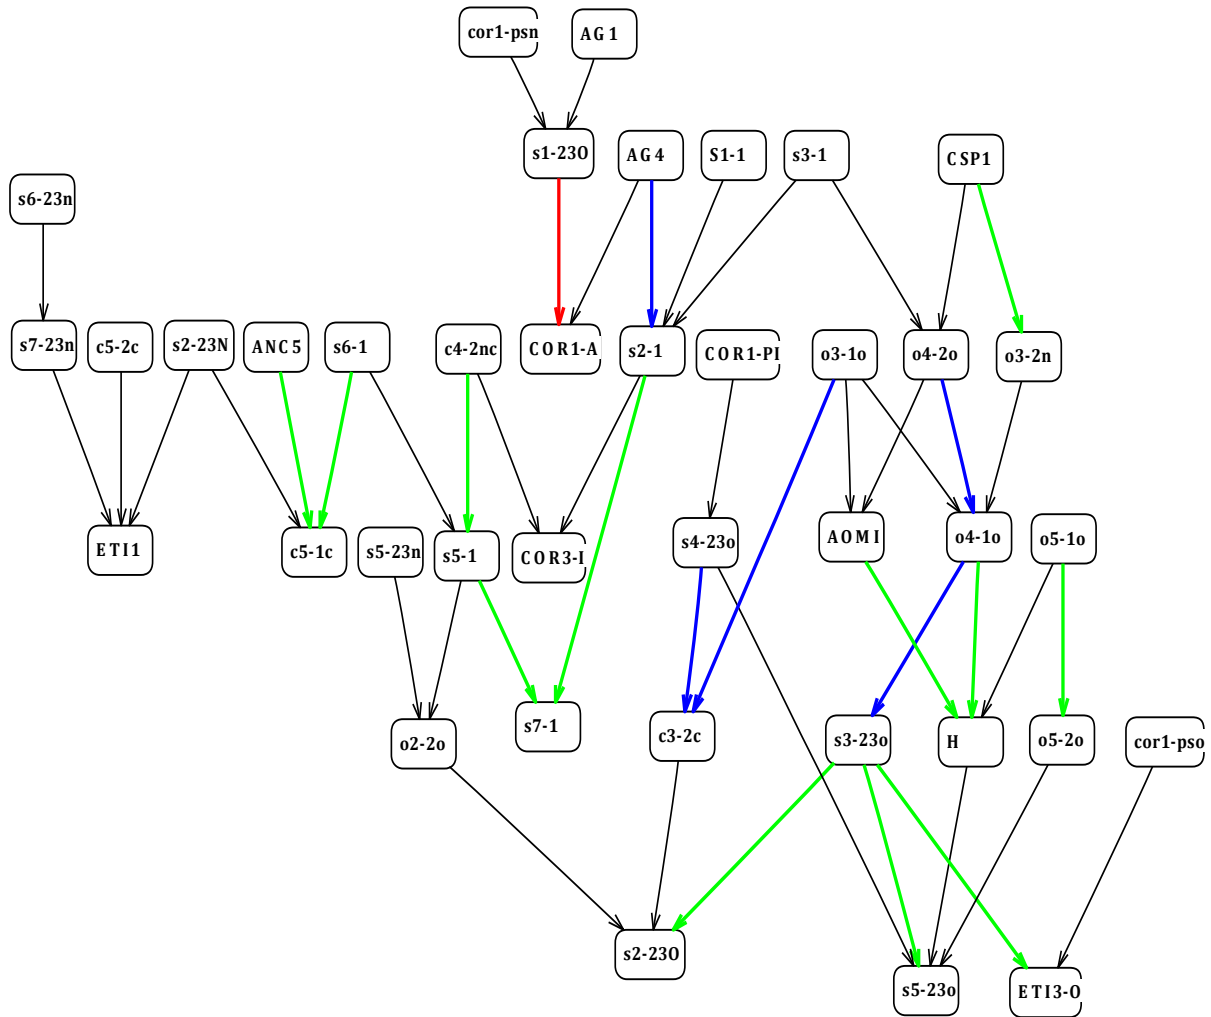 cor1-psn
AG1
s1-23O
AG4
S1-1
s3-1
CSP1
s6-23n
s7-23n
c5-2c
s2-23N
ANC5
s6-1
c4-2nc
COR1-A
s2-1
COR1-PI
o3-1o
o4-2o
o3-2n
ETI1
c5-1c
s5-23n
s5-1
COR3-I
s4-23o
AOMI
o4-1o
o5-1o
o2-2o
s7-1
c3-2c
s3-23o
H
o5-2o
cor1-pso
s2-23O
s5-23o
ETI3-O